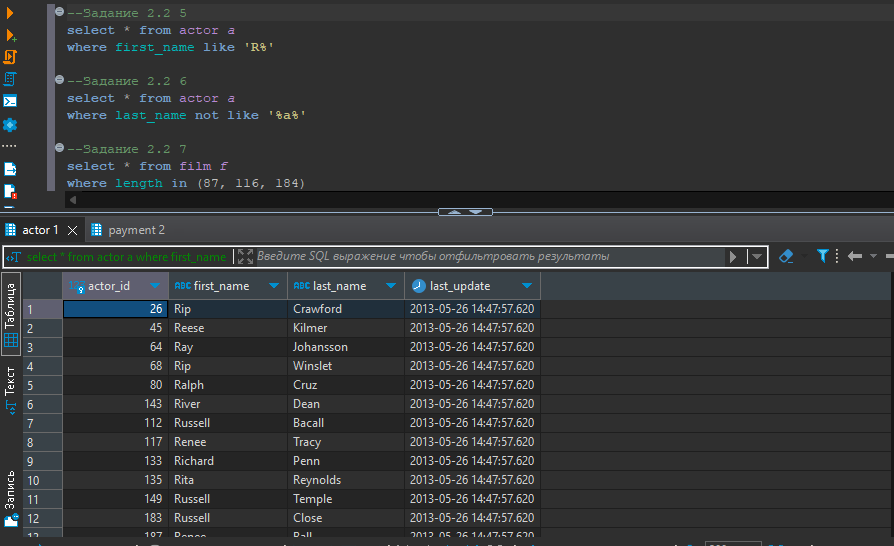 --Задание 2.2 5
select * from actor a
where first_name like 'R%'
--Задание 2.2 6
select * from actor a
where last_name not like '%a%'
--Задание 2.2 7
select * from film f
where length in (87, 116, 184)
actor 1
payment 2
select * from actor a where first_name
Введите SQL выражение чтобы отфильтровать результаты
Таблица
Текст
Запись
actor_id ABC first_name ABC last_name last_update
1 26 Rip Crawford 2013-05-26 14:47:57.620
2 45 Reese Kilmer 2013-05-26 14:47:57.620
3 64 Ray Johansson 2013-05-26 14:47:57.620
4 68 Rip Winslet 2013-05-26 14:47:57.620
5 80 Ralph Cruz 2013-05-26 14:47:57.620
6 143 River Dean 2013-05-26 14:47:57.620
7 112 Russell Bacall 2013-05-26 14:47:57.620
8 117 Renee Tracy 2013-05-26 14:47:57.620
9 133 Richard Penn 2013-05-26 14:47:57.620
10 135 Rita Reynolds 2013-05-26 14:47:57.620
11 149 Russell Temple 2013-05-26 14:47:57.620
12 183 Russell Close 2013-05-26 14:47:57.620